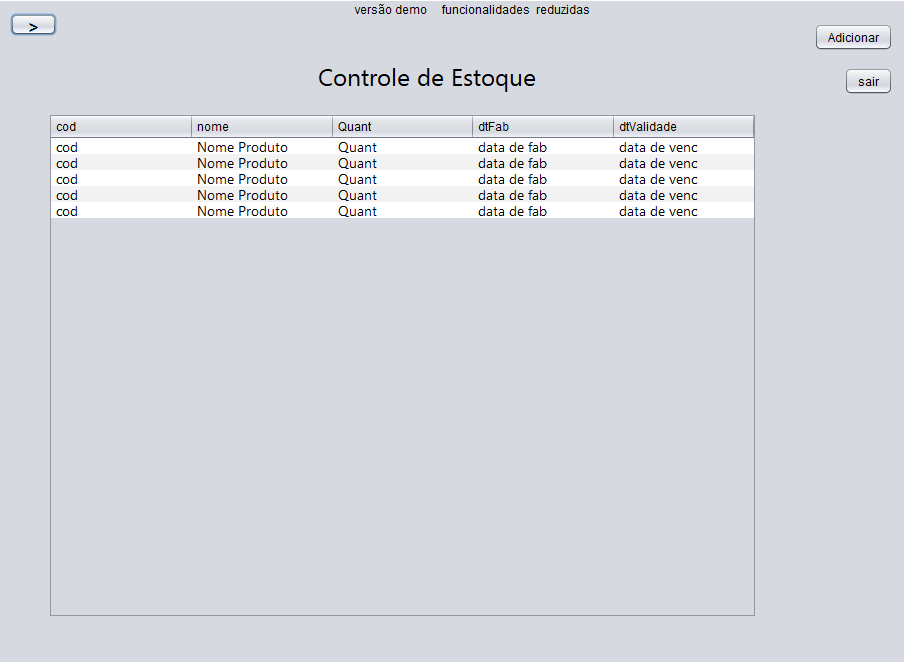 versão demo funcionalidades reduzidas
>
Adicionar
Controle de Estoque
sair
cod nome Quant dtFab dtValidade
cod Nome Produto Quant data de fab data de venc
cod Nome Produto Quant data de fab data de venc
cod Nome Produto Quant data de fab data de venc
cod Nome Produto Quant data de fab data de venc
cod Nome Produto Quant data de fab data de venc